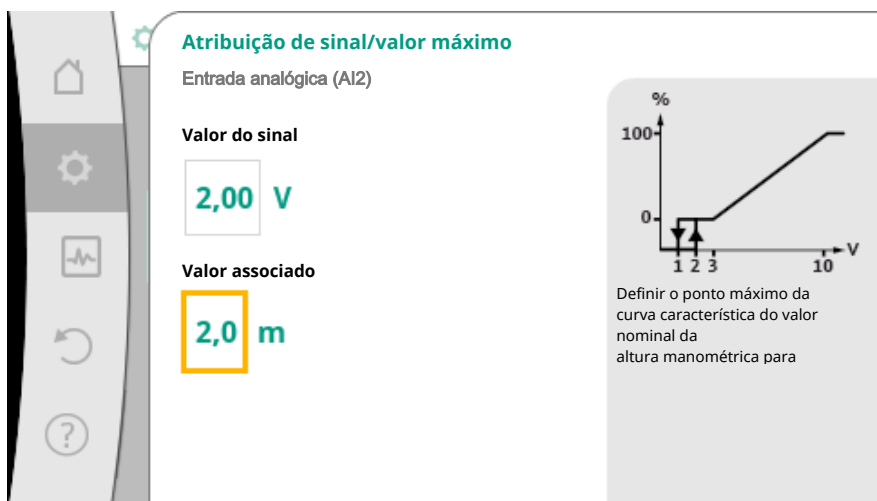 Atribuição de sinal/valor máximo
Entrada analógica (AI2)
Valor do sinal
2,00 V
Valor associado
2,0 m
%
100
0
1 2 3 10 V
Definir o ponto máximo da
curva característica do valor
nominal da
altura manométrica para
?